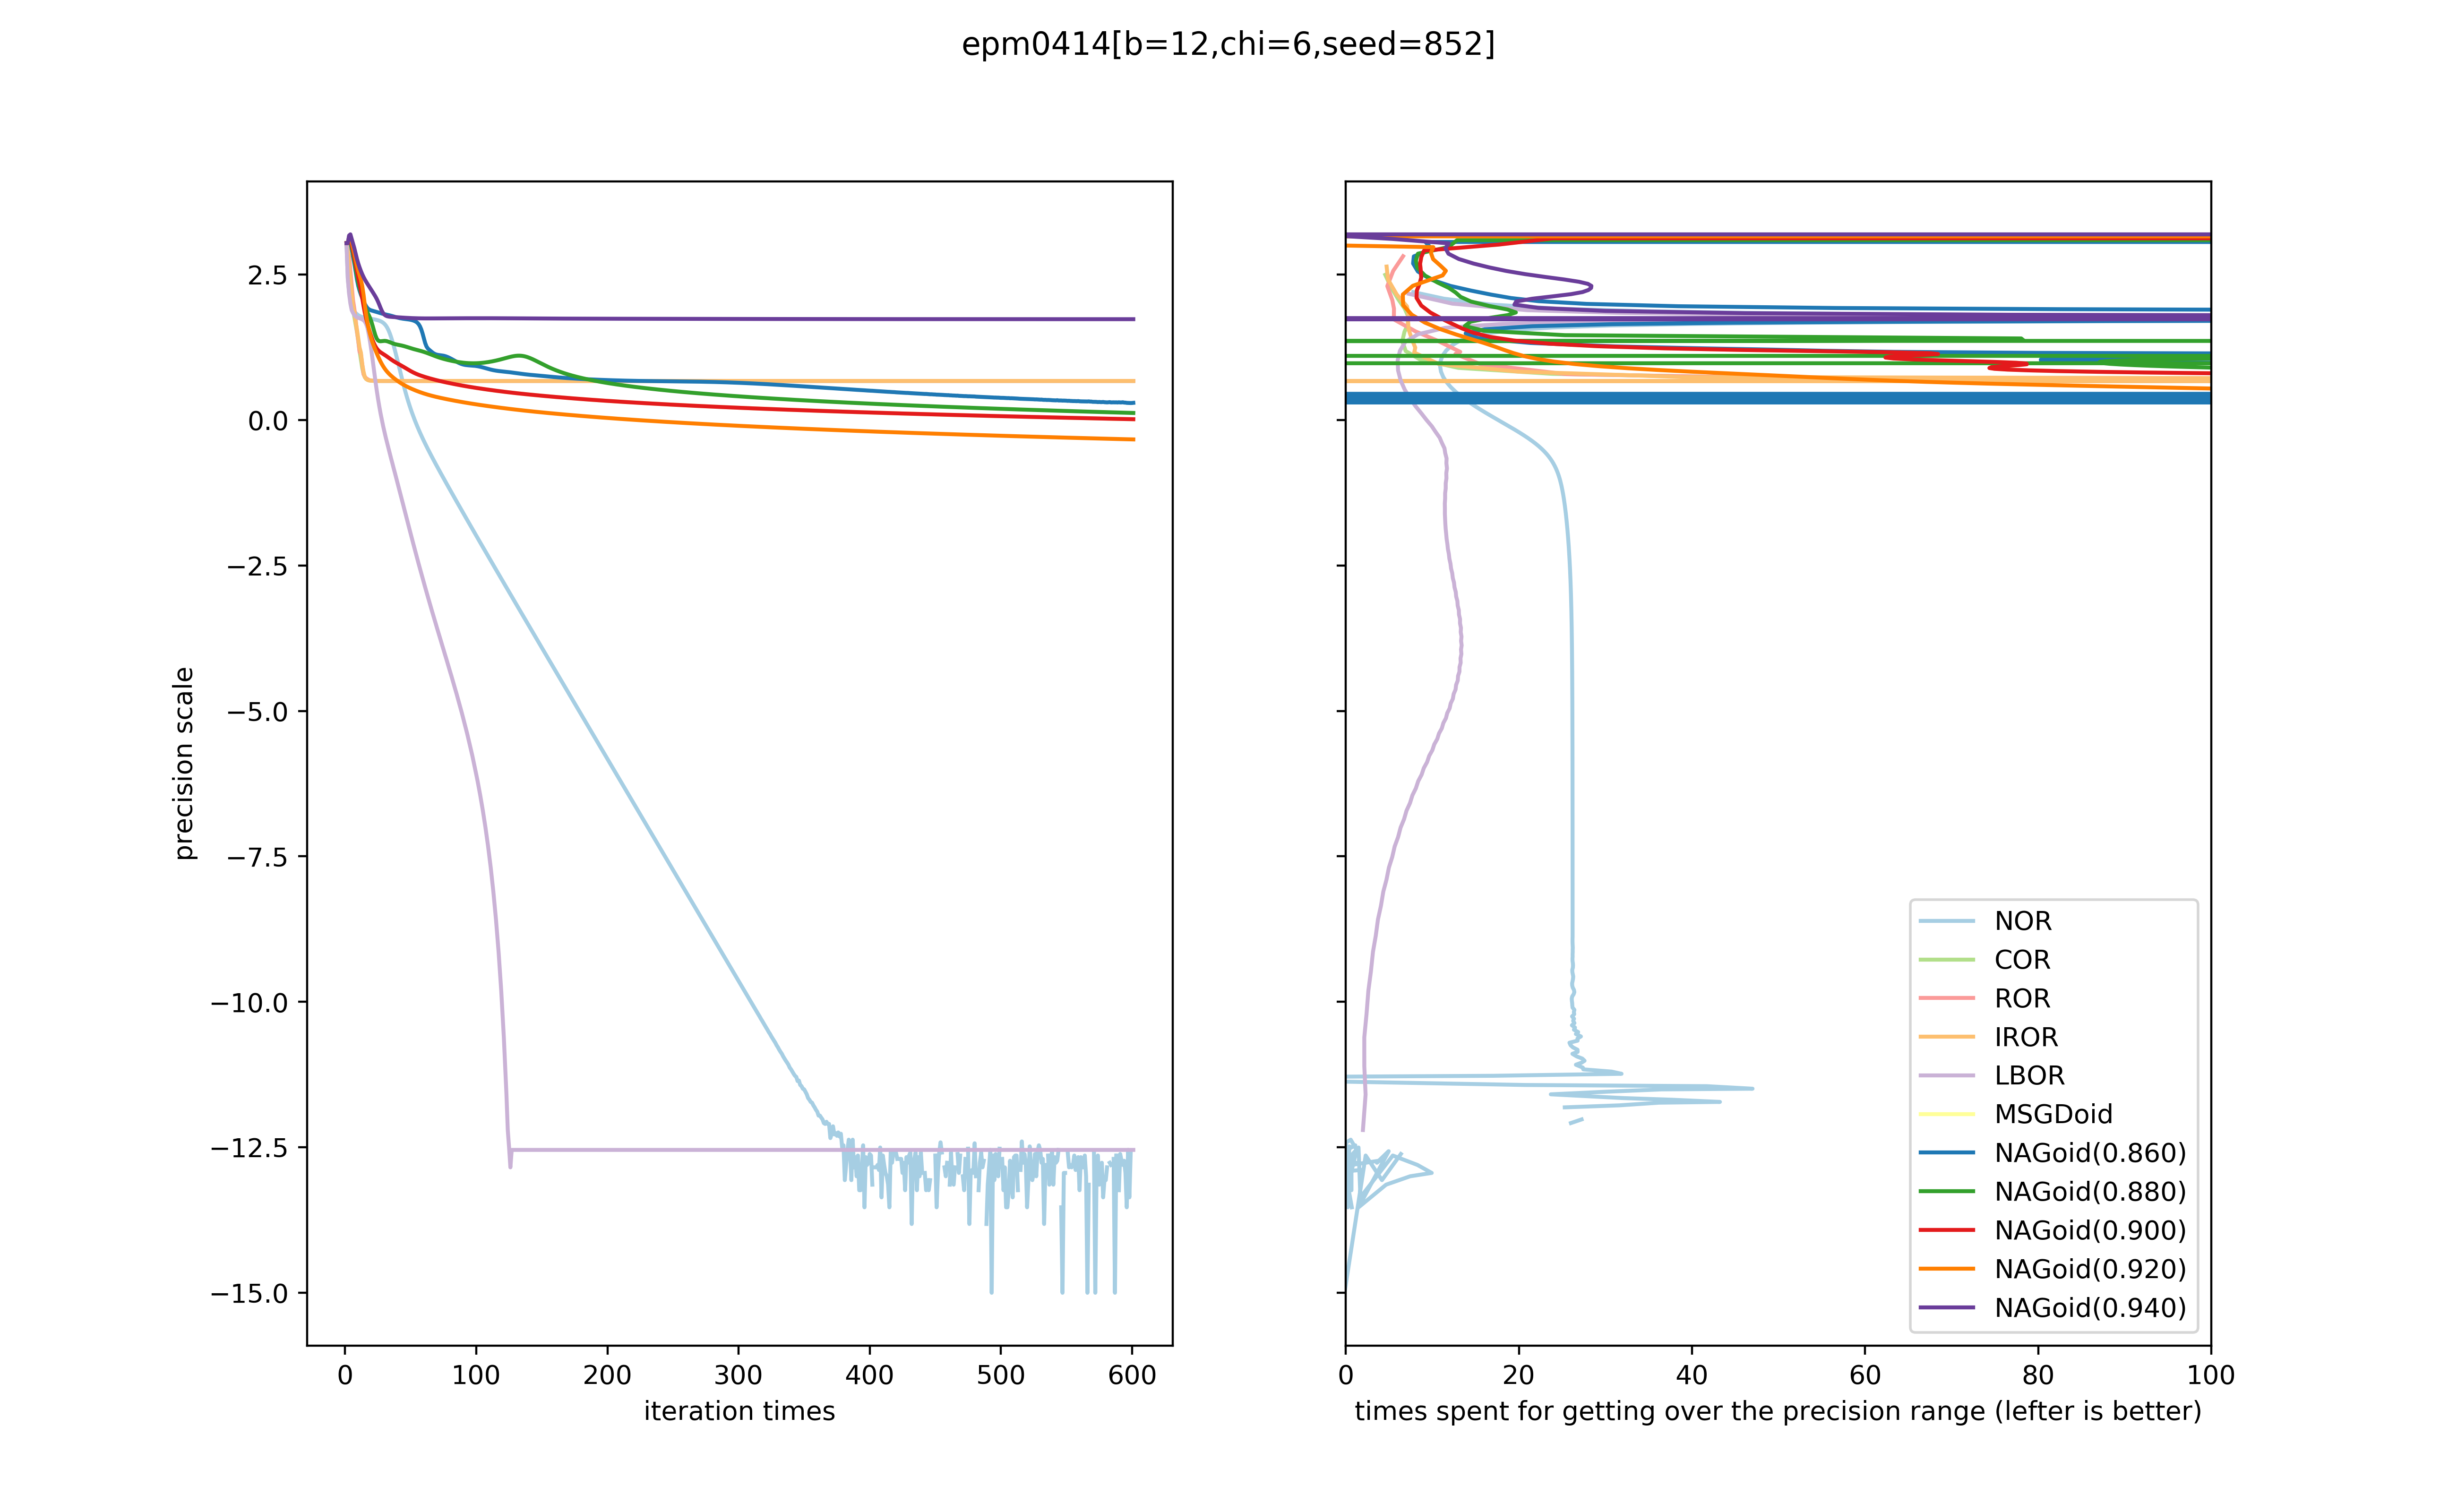 epm0414[b=12,chi=6,seed=852]
precision scale
2.5
0.0
−2.5
−5.0
−7.5
−10.0
−12.5
−15.0
0 100 200 300 400 500 600
iteration times
0 20 40 60 80 100
times spent for getting over the precision range (lefter is better)
NOR
COR
ROR
IROR
LBOR
MSGDoid
NAGoid(0.860)
NAGoid(0.880)
NAGoid(0.900)
NAGoid(0.920)
NAGoid(0.940)